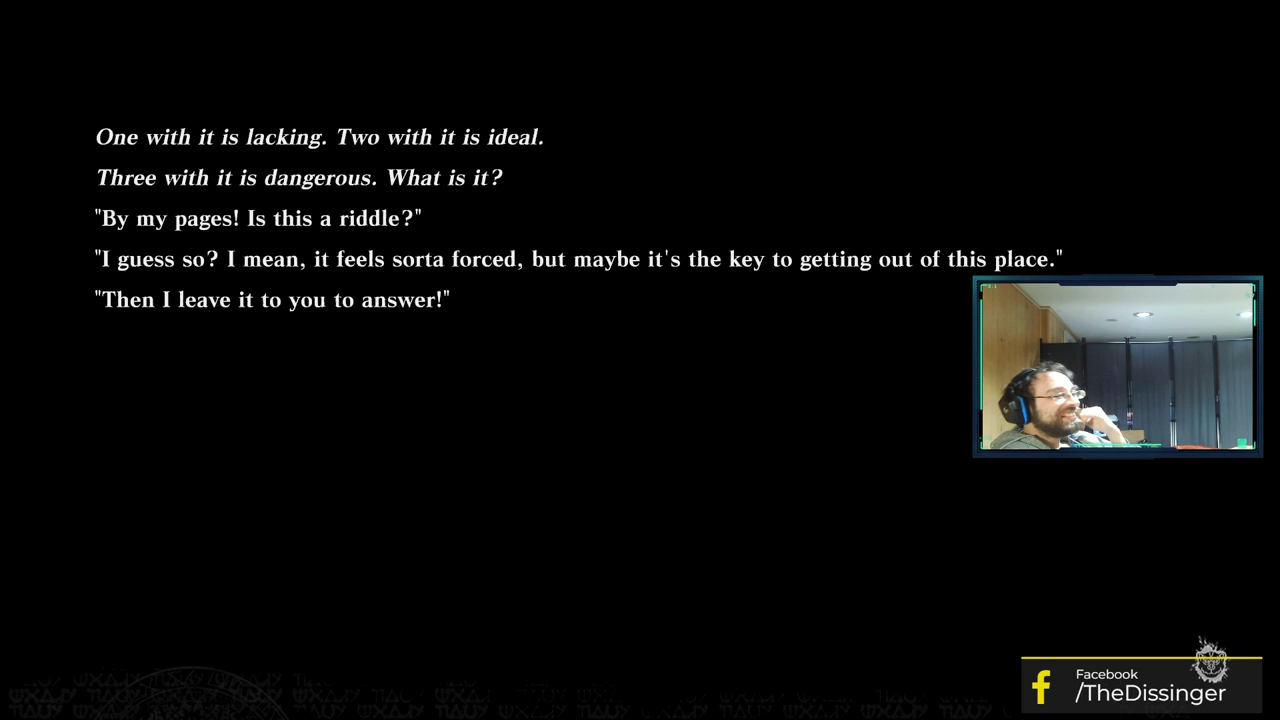 One with it is lacking. Two with it is ideal.
Three with it is dangerous. What is it?
"By my pages! Is this a riddle?"
"I guess so? I mean, it feels sorta forced, but maybe it's the key to getting out of this place."
"Then I leave it to you to answer!"
Facebook
/TheDissinger